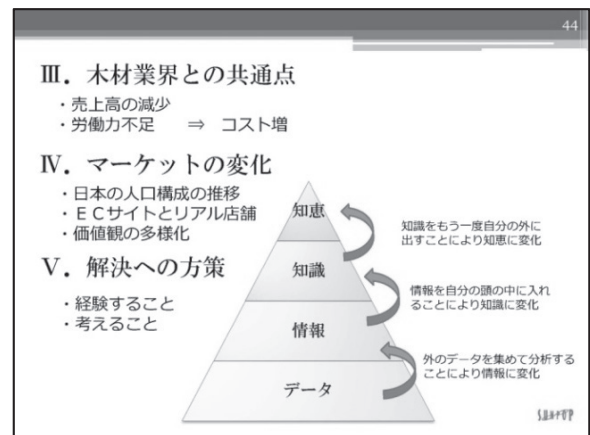 44
Ⅲ．木材業界との共通点
・売上高の減少
・労働力不足　⇒　コスト増
Ⅳ．マーケットの変化
・日本の人口構成の推移
・ＥＣサイトとリアル店舗
・価値観の多様化
Ⅴ．解決への方策
・経験すること
・考えること
知恵
知識
情報
データ
知識をもう一度自分の外に
出すことにより知恵に変化
情報を自分の頭の中に入れ
ることにより知識に変化
外のデータを集めて分析する
ことにより情報に変化